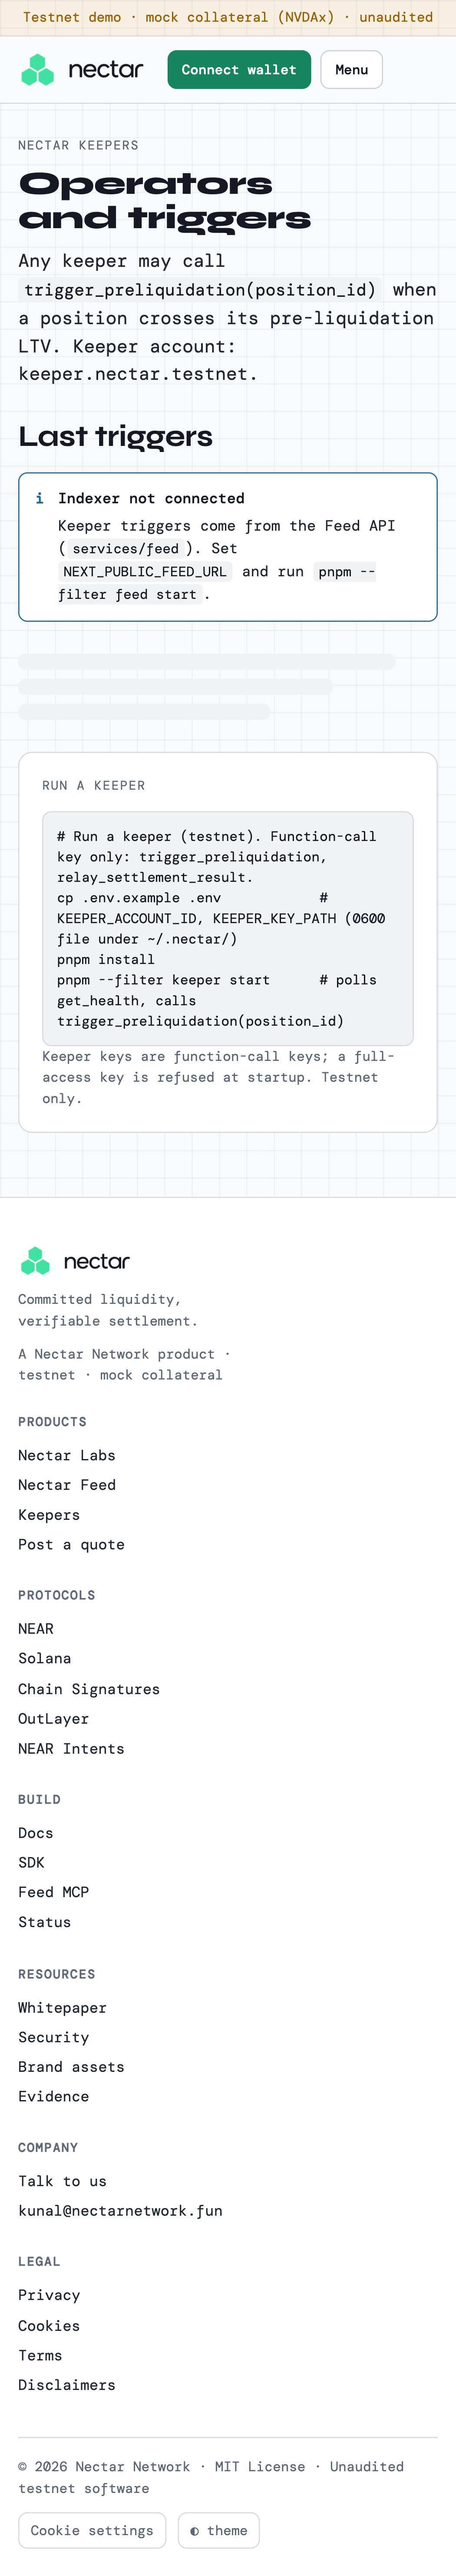 Testnet demo · mock collateral (NVDAx) · unaudited
nectar
Connect wallet
Menu
NECTAR KEEPERS
Operators
and triggers
Any keeper may call
trigger_preliquidation(position_id) when
a position crosses its pre-liquidation
LTV. Keeper account:
keeper.nectar.testnet.
Last triggers
i Indexer not connected
Keeper triggers come from the Feed API
(services/feed). Set
NEXT_PUBLIC_FEED_URL and run pnpm --
filter feed start.
RUN A KEEPER
# Run a keeper (testnet). Function-call
key only: trigger_preliquidation,
relay_settlement_result.
cp .env.example .env #
KEEPER_ACCOUNT_ID, KEEPER_KEY_PATH (0600
file under ~/.nectar/)
pnpm install
pnpm --filter keeper start # polls
get_health, calls
trigger_preliquidation(position_id)
Keeper keys are function-call keys; a full-
access key is refused at startup. Testnet
only.
nectar
Committed liquidity,
verifiable settlement.
A Nectar Network product ·
testnet · mock collateral
PRODUCTS
Nectar Labs
Nectar Feed
Keepers
Post a quote
PROTOCOLS
NEAR
Solana
Chain Signatures
OutLayer
NEAR Intents
BUILD
Docs
SDK
Feed MCP
Status
RESOURCES
Whitepaper
Security
Brand assets
Evidence
COMPANY
Talk to us
kunal@nectarnetwork.fun
LEGAL
Privacy
Cookies
Terms
Disclaimers
© 2026 Nectar Network · MIT License · Unaudited
testnet software
Cookie settings
◐ theme